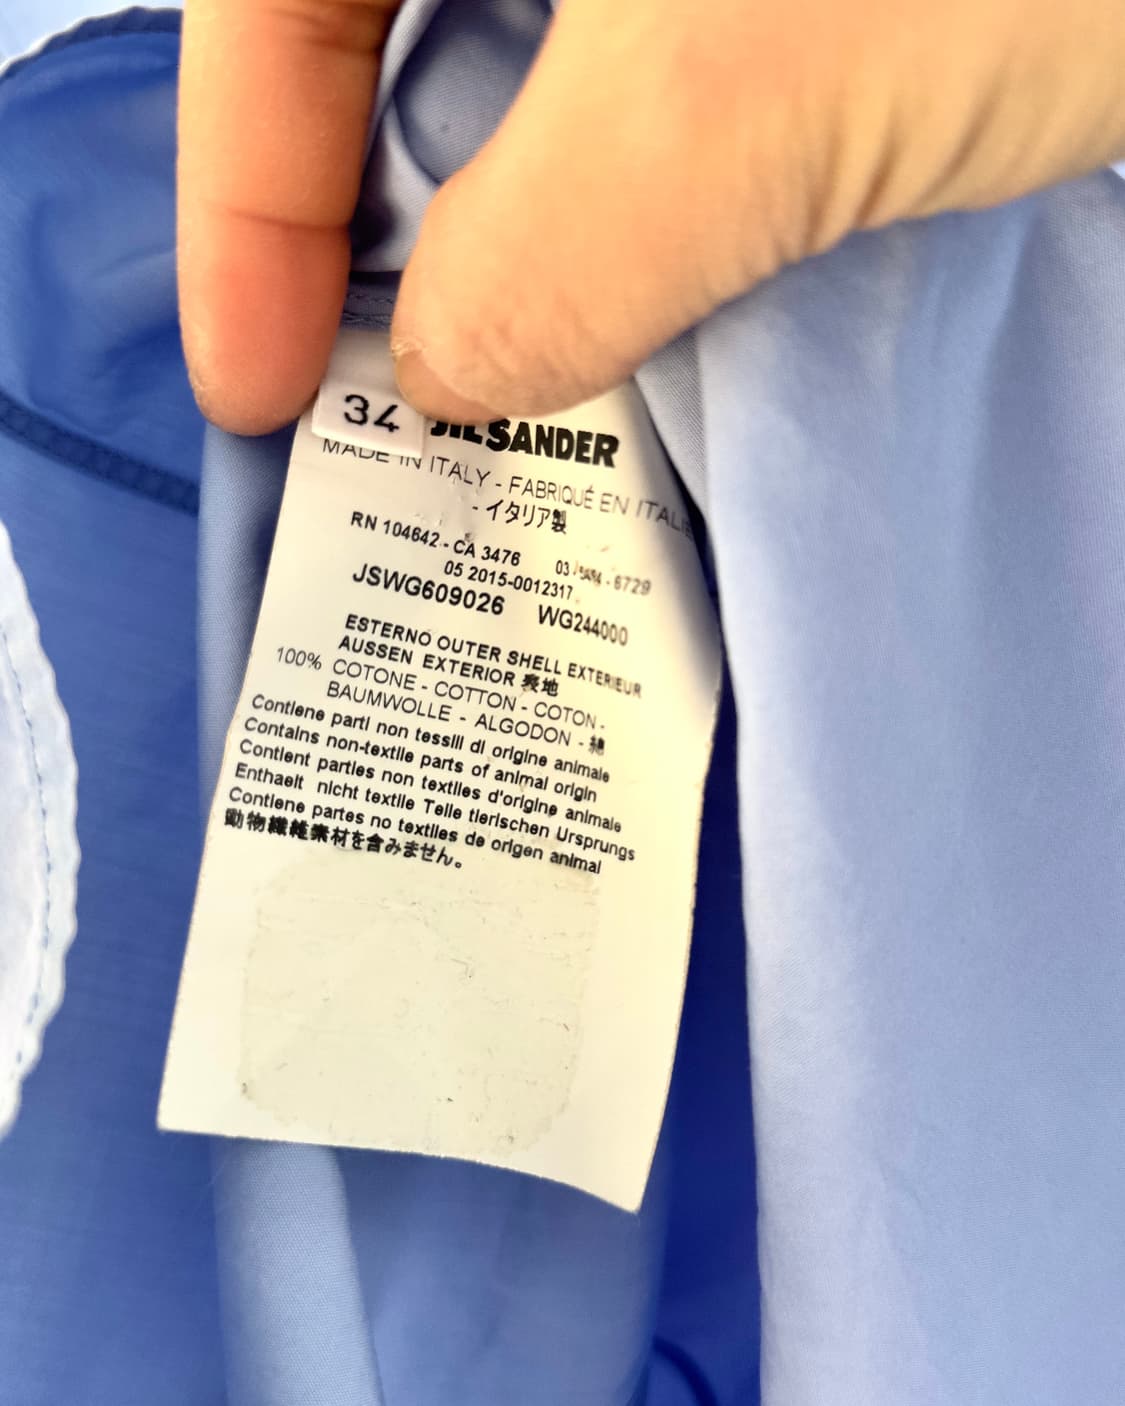 34
JIL SANDER
MADE IN ITALY - FABRIQUÉ EN ITALIE
- イタリア製
RN 104642 - CA 3476
05 2015-0012317
JSWG609026 WG244000
ESTERNO OUTER SHELL EXTERIEUR
AUSSEN EXTERIOR 表地
100% COTONE - COTTON - COTON -
BAUMWOLLE - ALGODON - 綿
Contiene parti non tessili di origine animale
Contains non-textile parts of animal origin
Contient parties non textiles d'origine animale
Enthaelt nicht textile Teile tierischen Ursprungs
Contiene partes no textiles de origen animal
動物繊維素材を含みません。